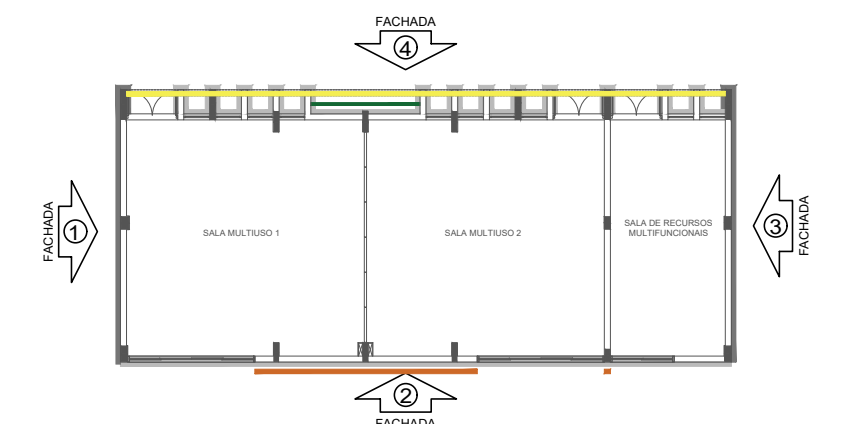 FACHADA
4
FACHADA
1
SALA MULTIUSO 1
SALA MULTIUSO 2
SALA DE RECURSOS
MULTIFUNCIONAIS
3
FACHADA
2
FACHADA